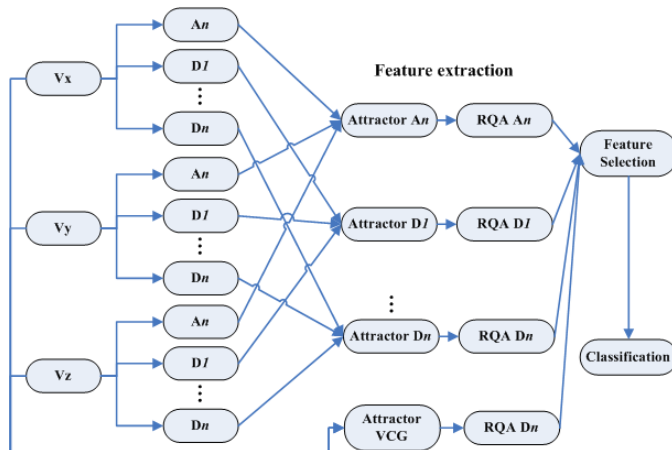 Vx
An
D1
⋮
Dn
Vy
An
D1
⋮
Dn
Vz
An
D1
⋮
Dn
Feature extraction
Attractor An
RQA An
Attractor D1
RQA D1
⋮
Attractor Dn
RQA Dn
Attractor
VCG
RQA Dn
Feature
Selection
Classification